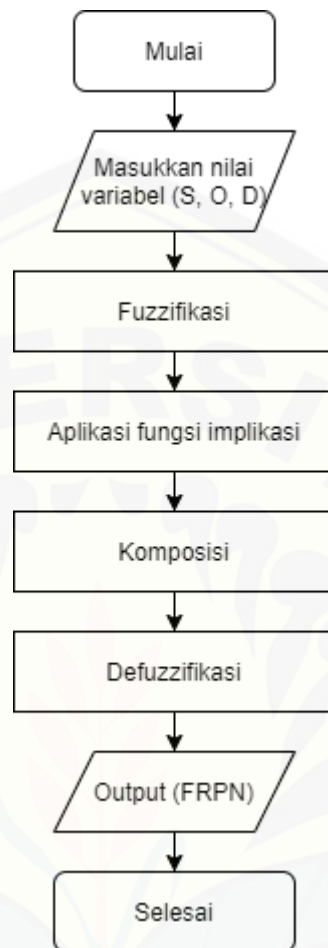 Mulai
Masukkan nilai
variabel (S, O, D)
Fuzzifikasi
Aplikasi fungsi implikasi
Komposisi
Defuzzifikasi
Output (FRPN)
Selesai